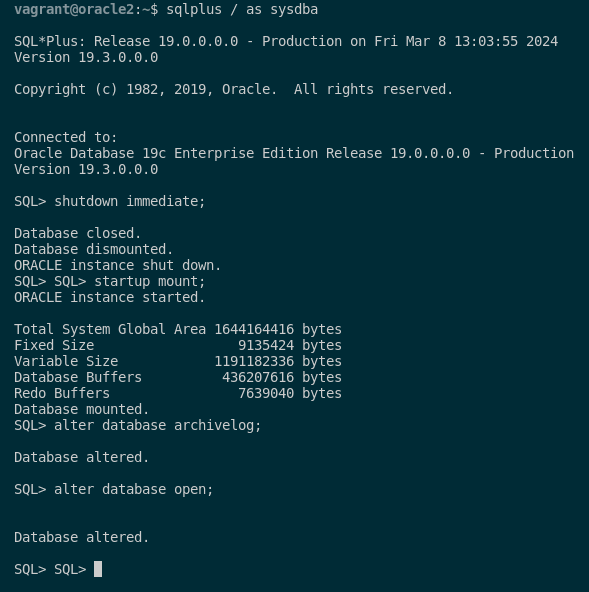 vagrant@oracle2:~$ sqlplus / as sysdba
SQL*Plus: Release 19.0.0.0.0 - Production on Fri Mar 8 13:03:55 2024
Version 19.3.0.0.0
Copyright (c) 1982, 2019, Oracle.  All rights reserved.
Connected to:
Oracle Database 19c Enterprise Edition Release 19.0.0.0.0 - Production
Version 19.3.0.0.0
SQL> shutdown immediate;
Database closed.
Database dismounted.
ORACLE instance shut down.
SQL> SQL> startup mount;
ORACLE instance started.
Total System Global Area 1644164416 bytes
Fixed Size                  9135424 bytes
Variable Size            1191182336 bytes
Database Buffers          436207616 bytes
Redo Buffers                7639040 bytes
Database mounted.
SQL> alter database archivelog;
Database altered.
SQL> alter database open;
Database altered.
SQL> SQL>